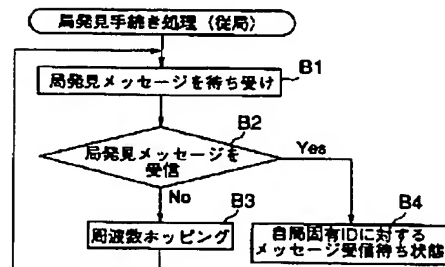 局発見手続き処理（従局）
B1
局発見メッセージを待ち受け
B2
局発見メッセージを
受信
Yes
No
B3
周波数ホッピング
B4
自局固有IDに対する
メッセージ受信待ち状態